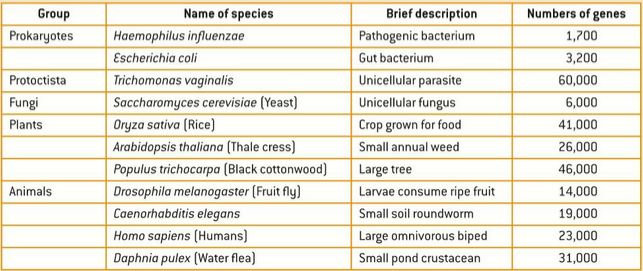 Group Name of species Brief description Numbers of genes
Prokaryotes Haemophilus influenzae Pathogenic bacterium 1,700
Escherichia coli Gut bacterium 3,200
Protoctista Trichomonas vaginalis Unicellular parasite 60,000
Fungi Saccharomyces cerevisiae (Yeast) Unicellular fungus 6,000
Plants Oryza sativa (Rice) Crop grown for food 41,000
Arabidopsis thaliana (Thale cress) Small annual weed 26,000
Populus trichocarpa (Black cottonwood) Large tree 46,000
Animals Drosophila melanogaster (Fruit fly) Larvae consume ripe fruit 14,000
Caenorhabditis elegans Small soil roundworm 19,000
Homo sapiens (Humans) Large omnivorous biped 23,000
Daphnia pulex (Water flea) Small pond crustacean 31,000